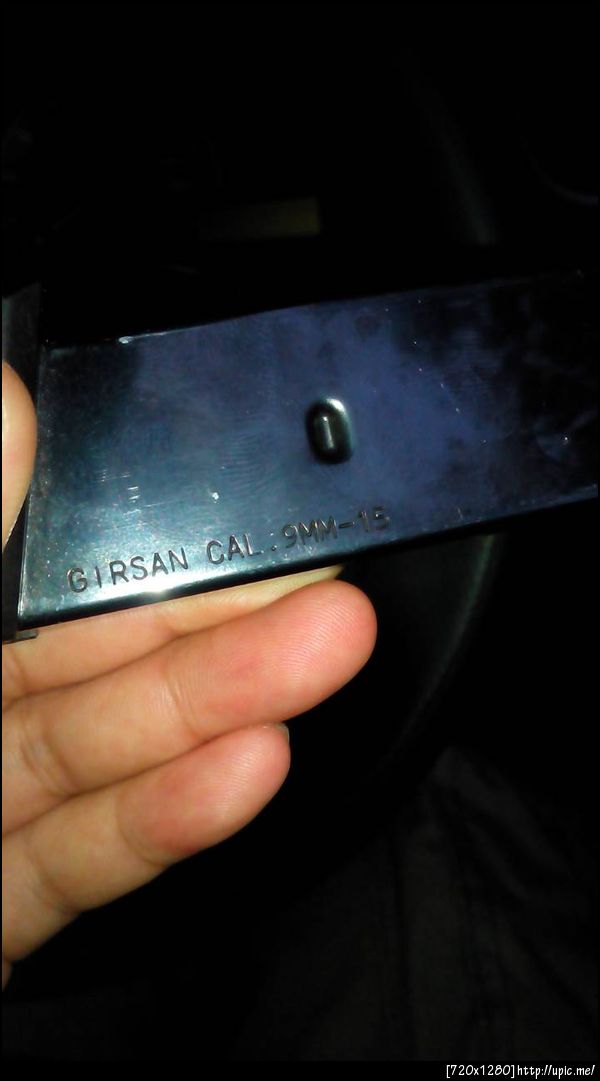 GIRSAN CAL.9MM-15
[720x1280]http://upic.me/